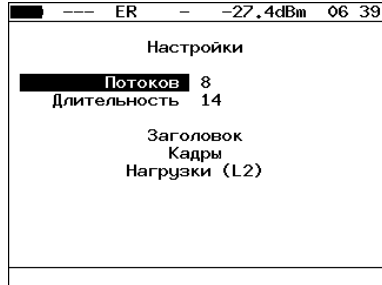 --- ER - -27.4dBm 06 39
Настройки
Потоков 8
Длительность 14
Заголовок
Кадры
Нагрузки (L2)